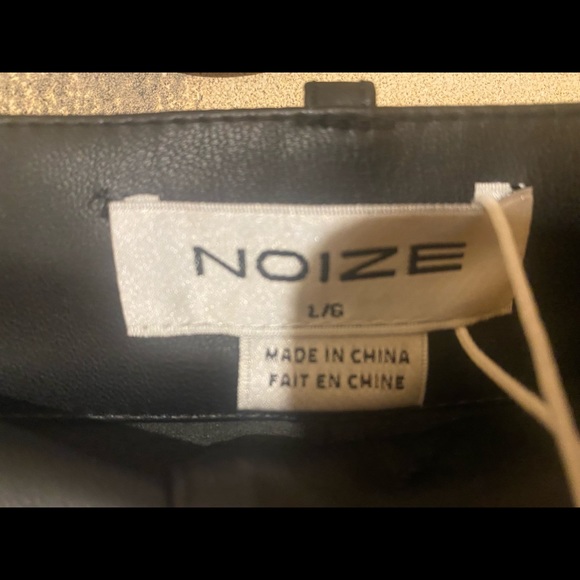 NOIZE
L/G
MADE IN CHINA
FAIT EN CHINE